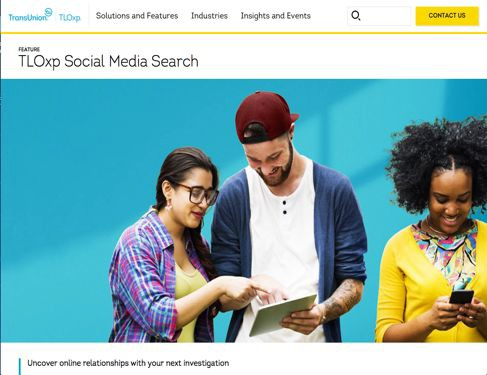 TransUnion tu TLOxp.
Solutions and Features Industries Insights and Events
CONTACT US
FEATURE
TLOxp Social Media Search
Uncover online relationships with your next investigation